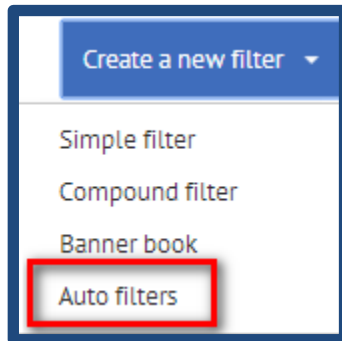 Create a new filter
Simple filter
Compound filter
Banner book
Auto filters